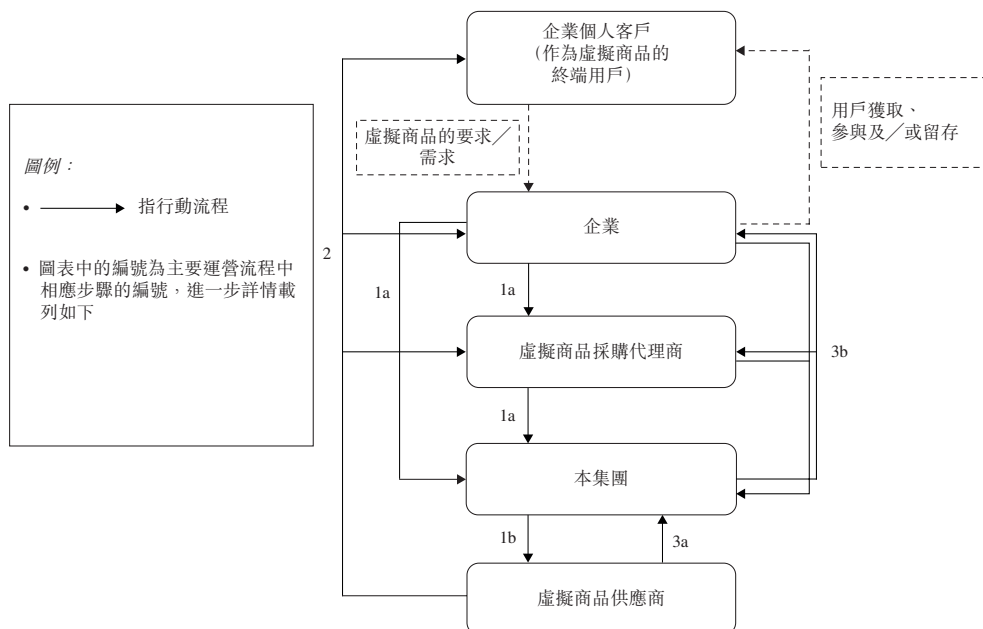 企業個人客戶
(作為虛擬商品的
終端用戶)
虛擬商品的要求／
需求
用戶獲取、
參與及／或留存
圖例：
• 指行動流程
• 圖表中的編號為主要運營流程中
相應步驟的編號，進一步詳情載
列如下
2
企業
1a
1a
虛擬商品採購代理商
3b
1a
本集團
1b
3a
虛擬商品供應商